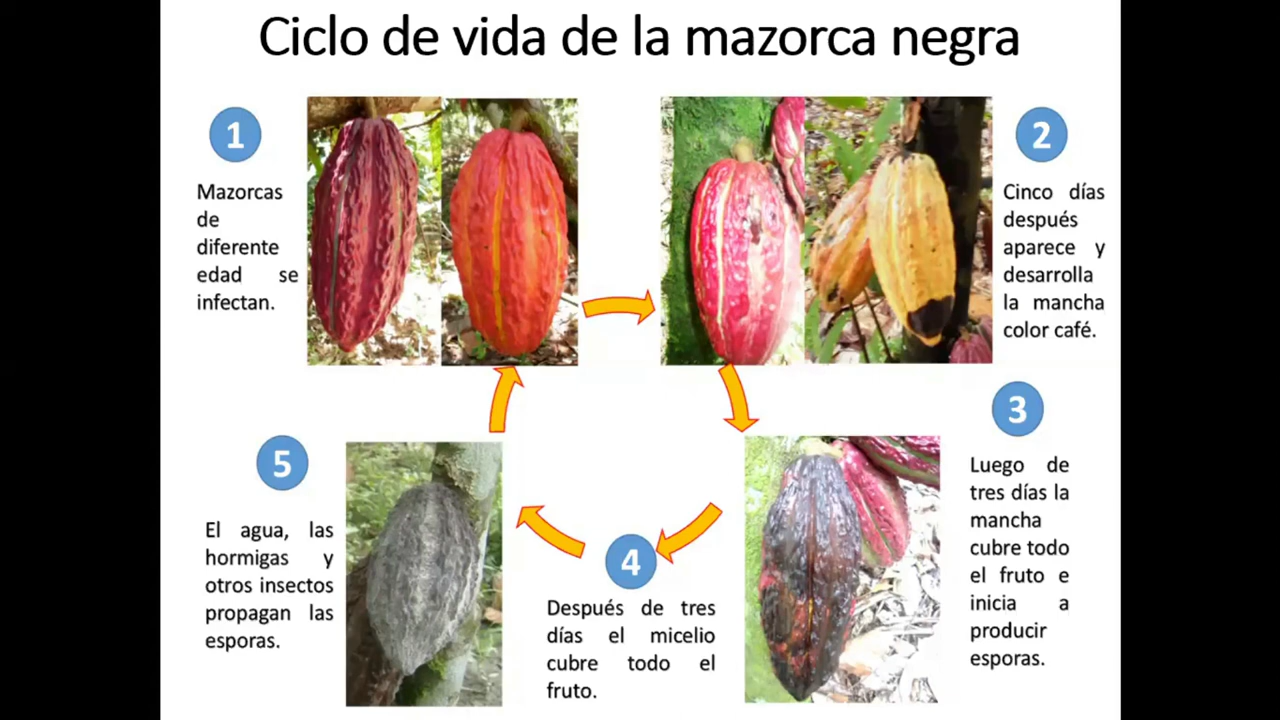 Ciclo de vida de la mazorca negra
1
Mazorcas
de
diferente
edad se
infectan.
2
Cinco días
después
aparece y
desarrolla
la mancha
color café.
3
Luego de
tres días la
mancha
cubre todo
el fruto e
inicia a
producir
esporas.
4
Después de tres
días el micelio
cubre todo el
fruto.
5
El agua, las
hormigas y
otros insectos
propagan las
esporas.